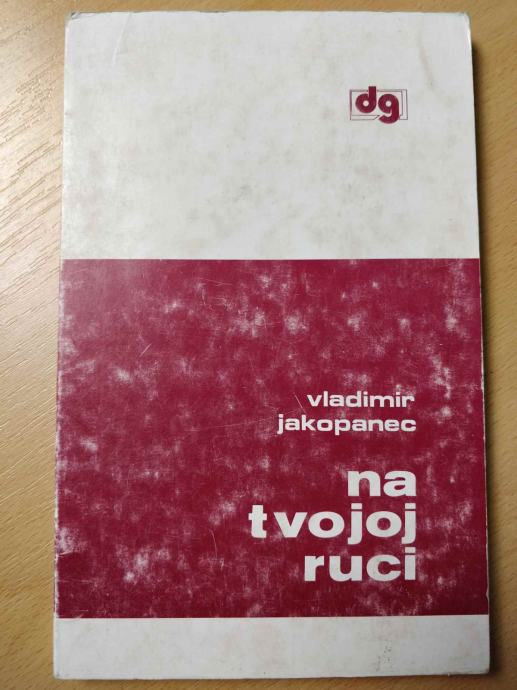 dg
vladimir
jakopanec
na
tvojoj
ruci